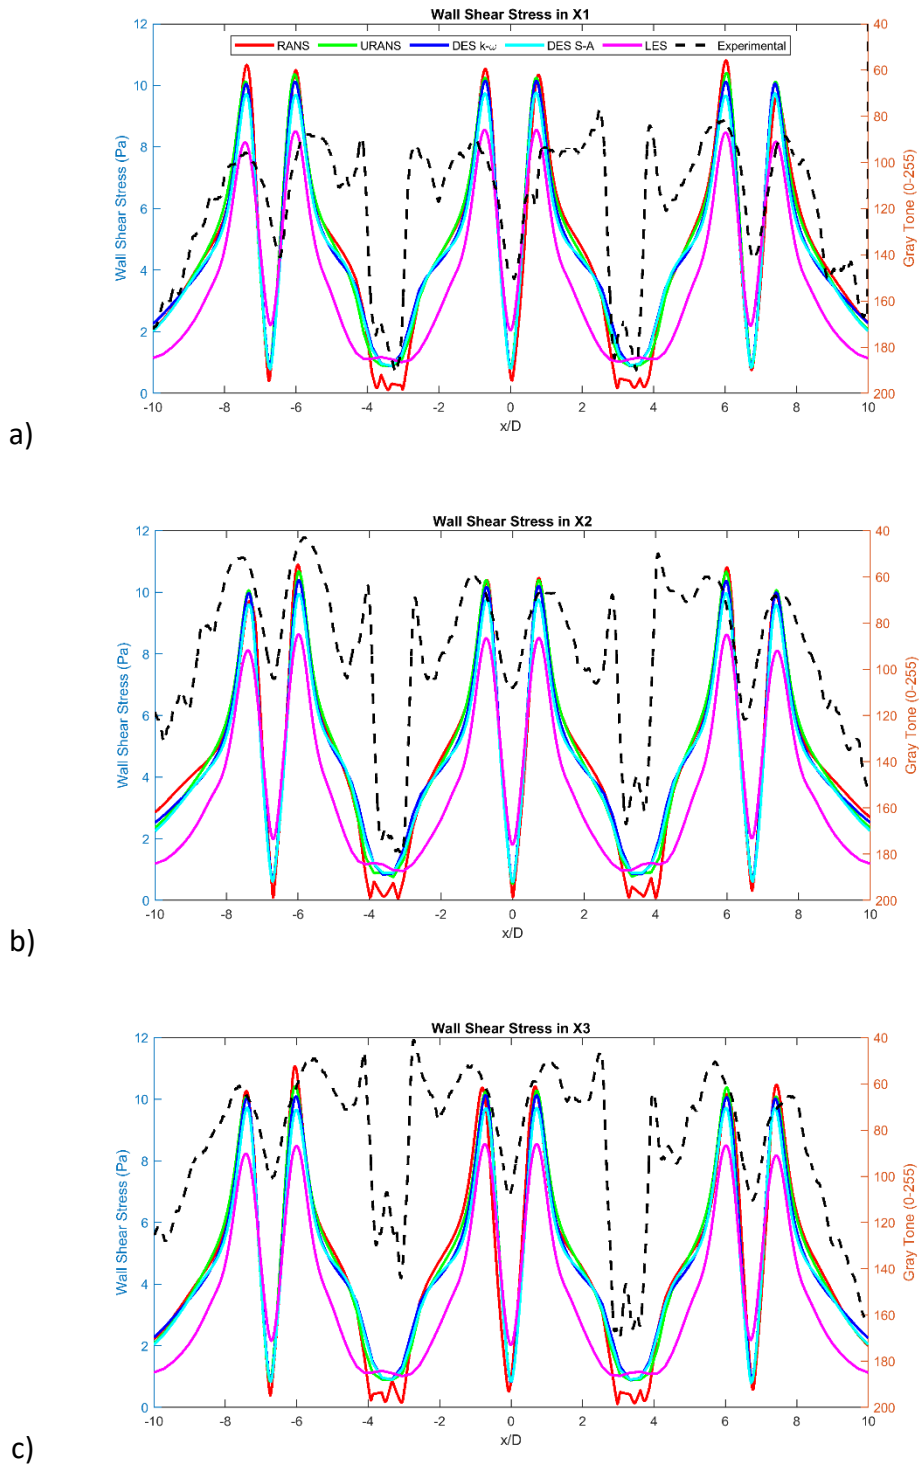 Wall Shear Stress in X1
RANS URANS DES k-ω DES S-A LES Experimental
12 10 8 6 4 2 0
Wall Shear Stress (Pa)
40 60 80 100 120 140 160 180 200
Gray Tone (0-255)
-10 -8 -6 -4 -2 0 2 4 6 8 10
x/D
a)
Wall Shear Stress in X2
12 10 8 6 4 2 0
Wall Shear Stress (Pa)
40 60 80 100 120 140 160 180 200
Gray Tone (0-255)
-10 -8 -6 -4 -2 0 2 4 6 8 10
x/D
b)
Wall Shear Stress in X3
12 10 8 6 4 2 0
Wall Shear Stress (Pa)
40 60 80 100 120 140 160 180 200
Gray Tone (0-255)
-10 -8 -6 -4 -2 0 2 4 6 8 10
x/D
c)